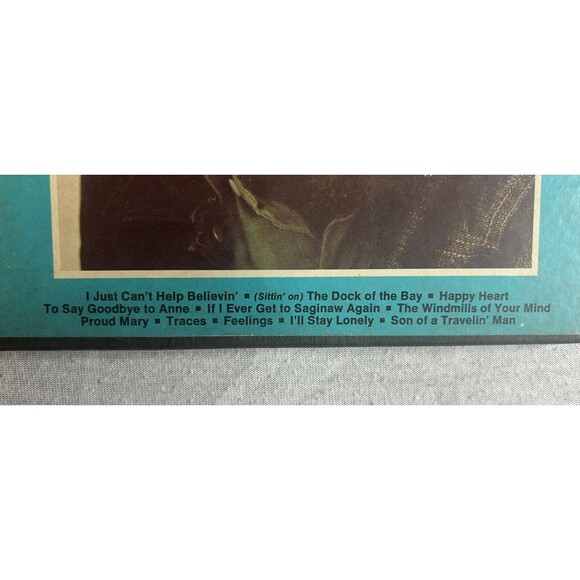 I Just Can't Help Believin' ▪ (Sittin' on) The Dock of the Bay ▪ Happy Heart
To Say Goodbye to Anne ▪ If I Ever Get to Saginaw Again ▪ The Windmills of Your Mind
Proud Mary ▪ Traces ▪ Feelings ▪ I'll Stay Lonely ▪ Son of a Travelin' Man